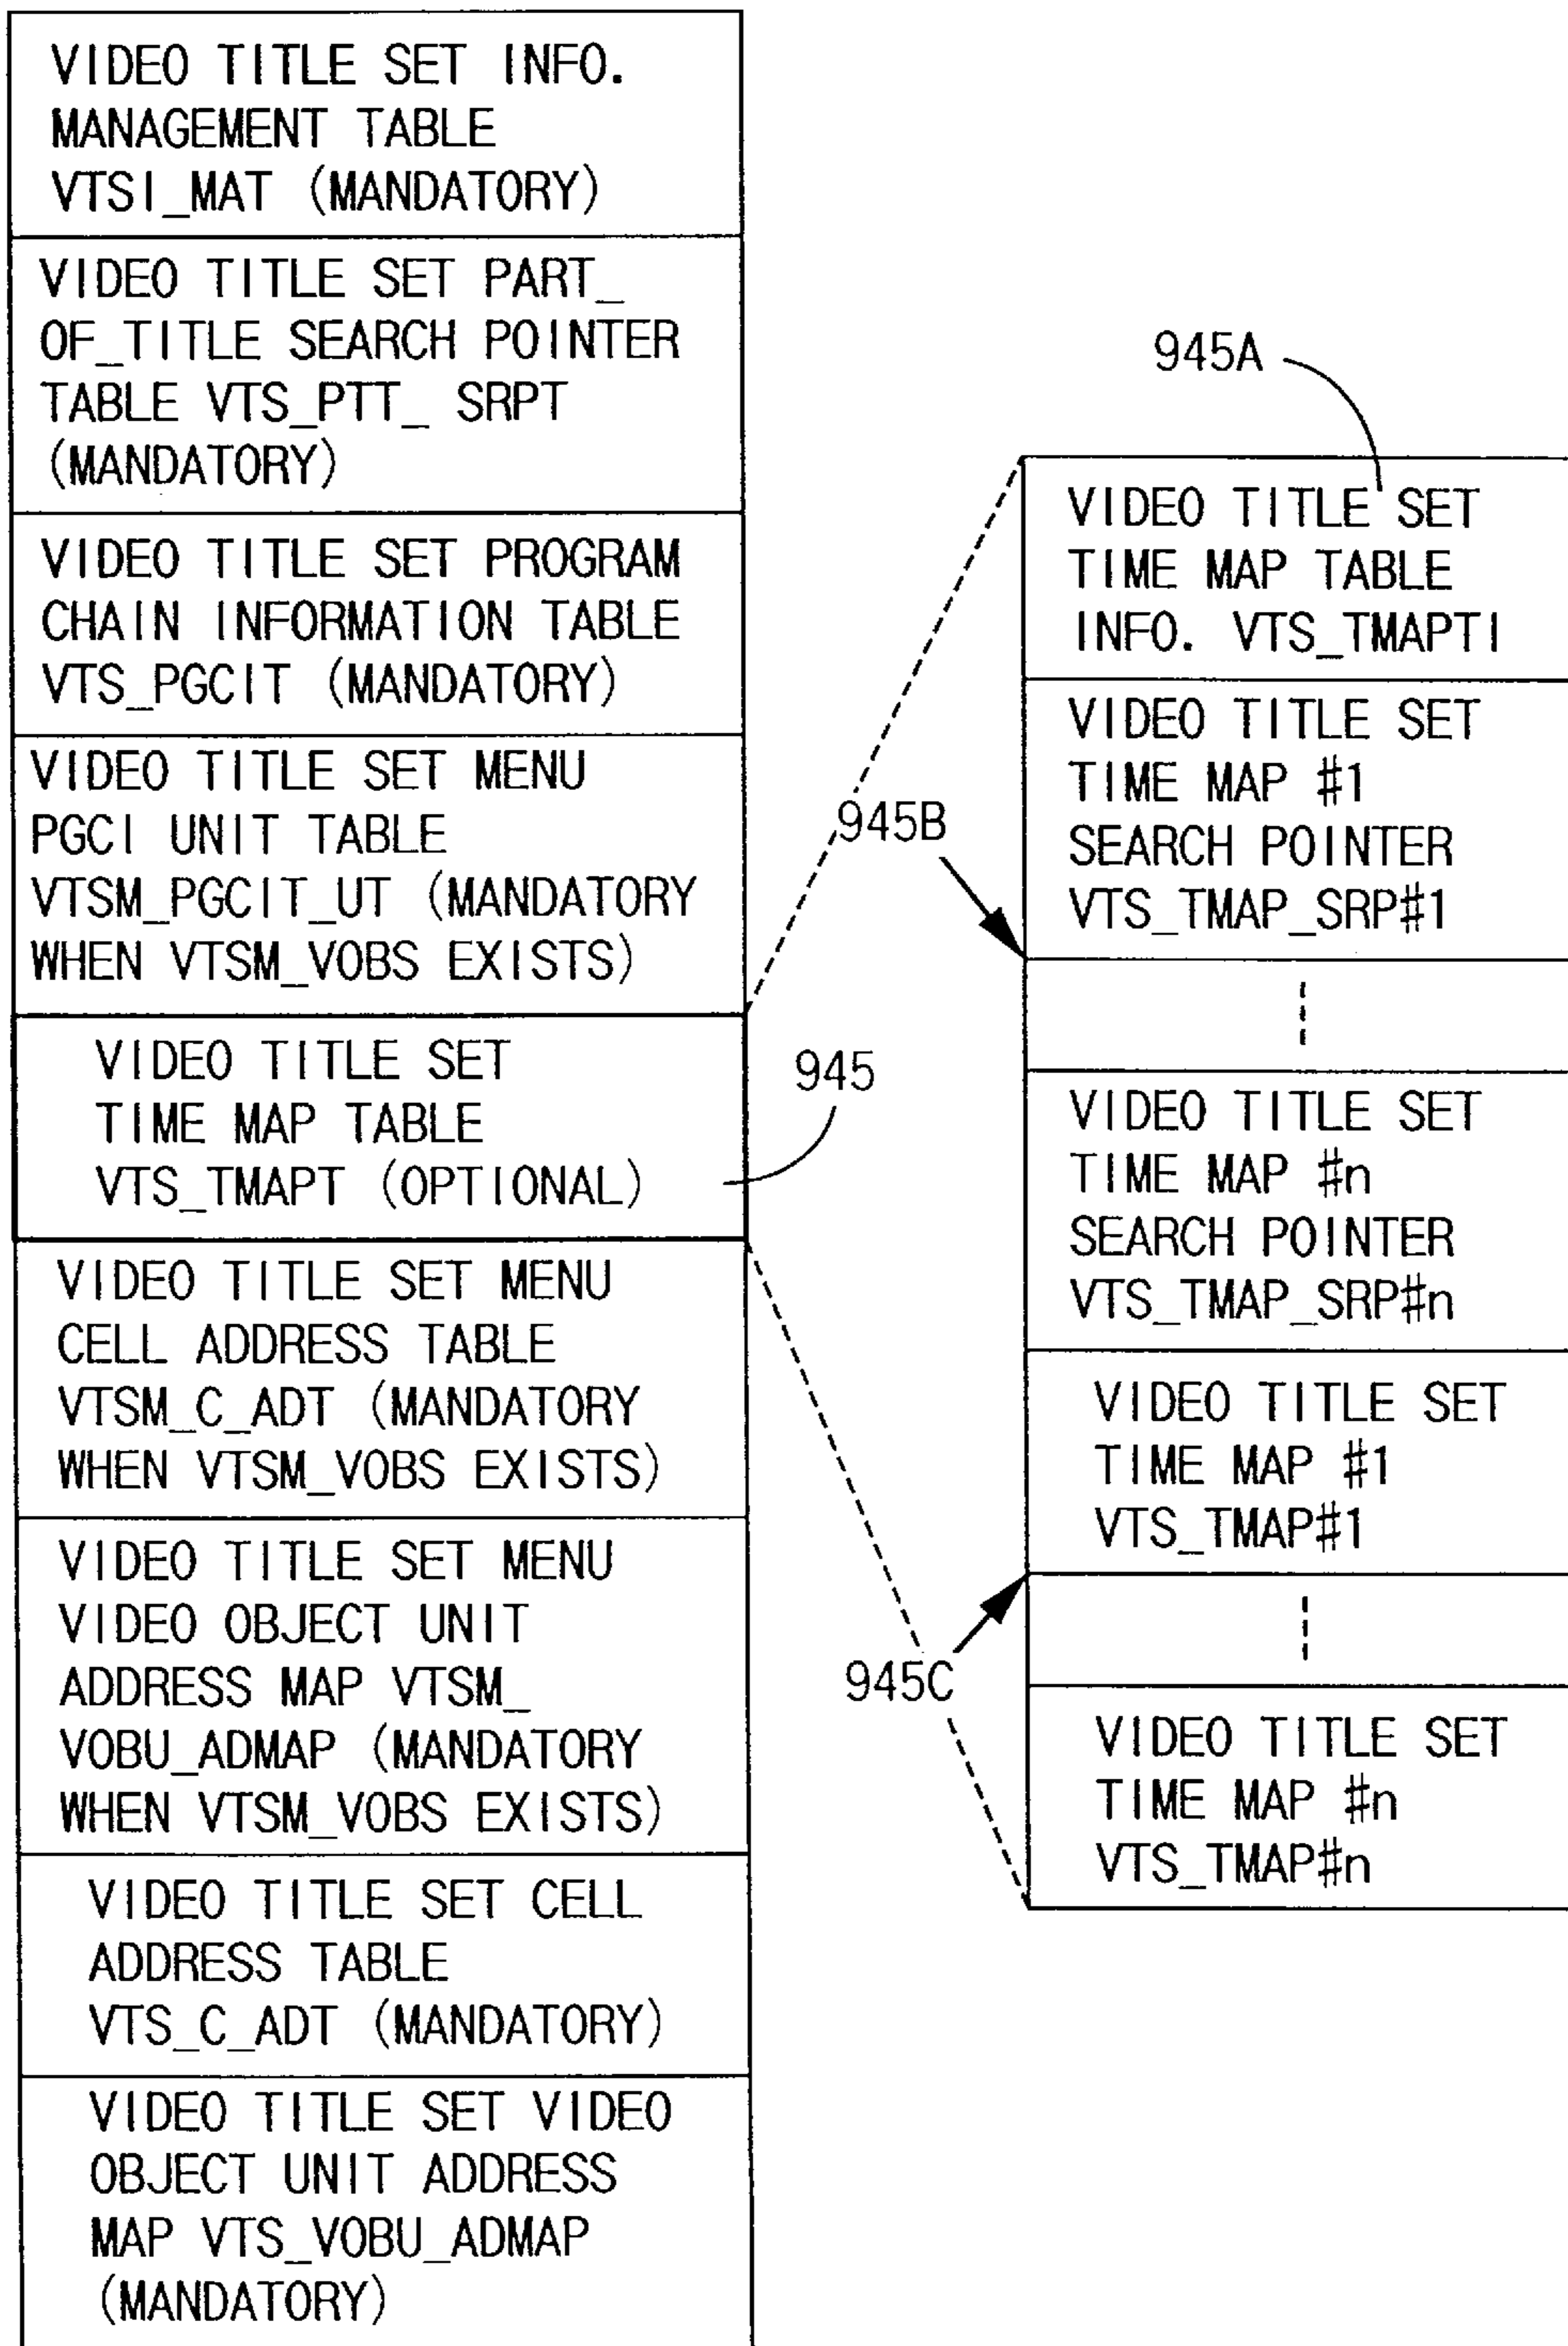 VIDEO TITLE SET INFO.
MANAGEMENT TABLE
VTSI_MAT (MANDATORY)
VIDEO TITLE SET PART_
OF_TITLE SEARCH POINTER
TABLE VTS_PTT_ SRPT
(MANDATORY)
VIDEO TITLE SET PROGRAM
CHAIN INFORMATION TABLE
VTS_PGCIT (MANDATORY)
VIDEO TITLE SET MENU
PGCI UNIT TABLE
VTSM_PGCIT_UT (MANDATORY
WHEN VTSM_VOBS EXISTS)
VIDEO TITLE SET
TIME MAP TABLE
VTS_TMAPT (OPTIONAL)
945
VIDEO TITLE SET MENU
CELL ADDRESS TABLE
VTSM_C_ADT (MANDATORY
WHEN VTSM_VOBS EXISTS)
VIDEO TITLE SET MENU
VIDEO OBJECT UNIT
ADDRESS MAP VTSM_
VOBU_ADMAP (MANDATORY
WHEN VTSM_VOBS EXISTS)
VIDEO TITLE SET CELL
ADDRESS TABLE
VTS_C_ADT (MANDATORY)
VIDEO TITLE SET VIDEO
OBJECT UNIT ADDRESS
MAP VTS_VOBU_ADMAP
(MANDATORY)
945A
VIDEO TITLE SET
TIME MAP TABLE
INFO. VTS_TMAPTI
VIDEO TITLE SET
TIME MAP #1
SEARCH POINTER
VTS_TMAP_SRP#1
945B
VIDEO TITLE SET
TIME MAP #n
SEARCH POINTER
VTS_TMAP_SRP#n
VIDEO TITLE SET
TIME MAP #1
VTS_TMAP#1
945C
VIDEO TITLE SET
TIME MAP #n
VTS_TMAP#n